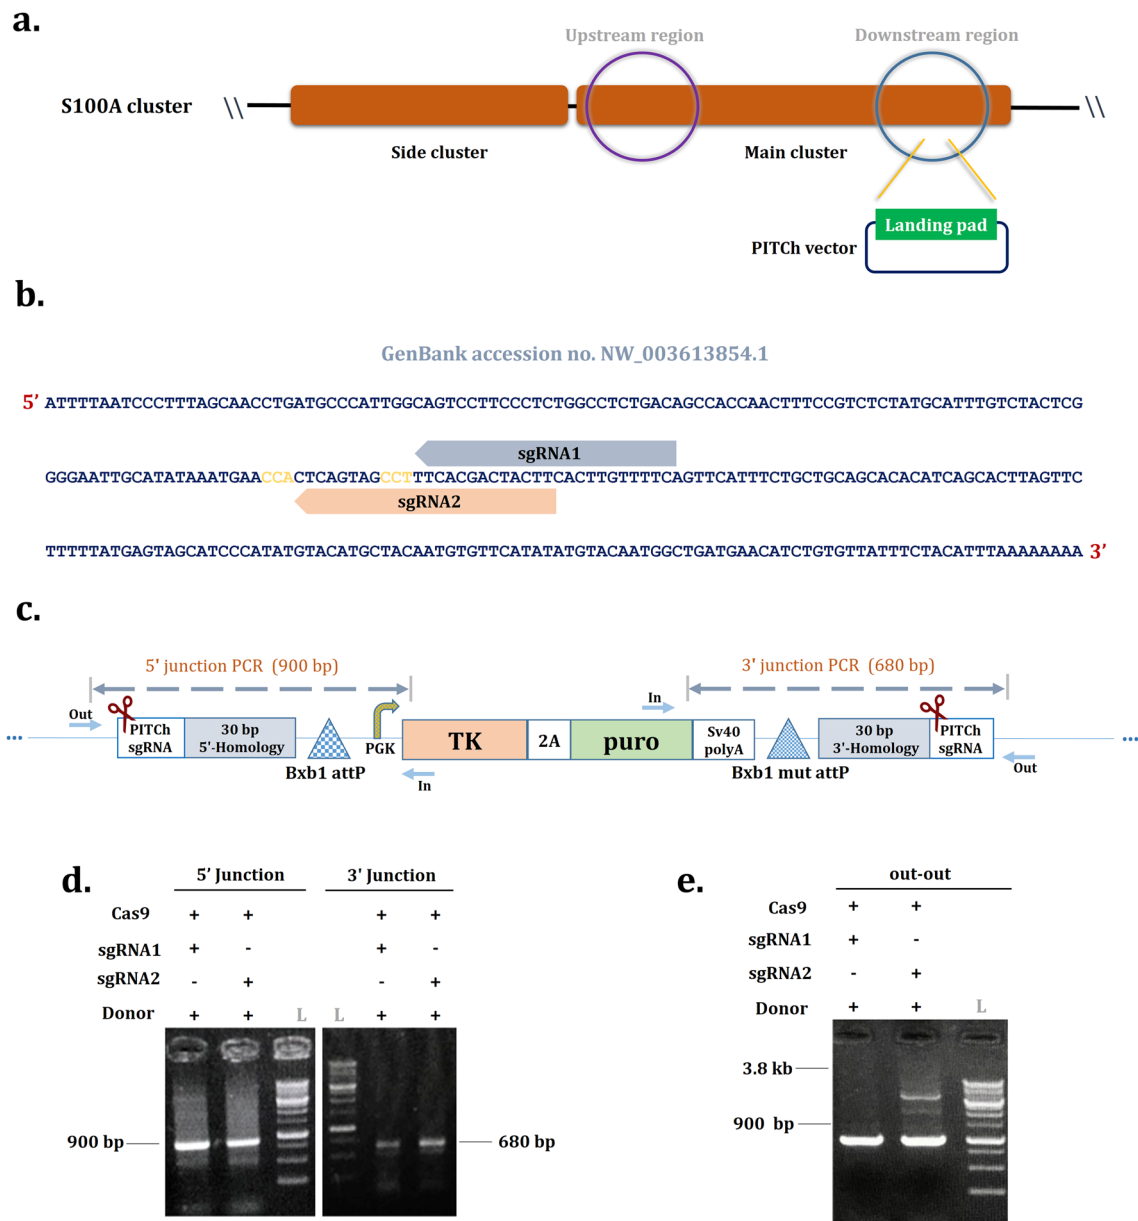 a.
Upstream region
Downstream region
S100A cluster
\\
\\
Side cluster
Main cluster
Landing pad
PITCh vector
b.
GenBank accession no. NW_003613854.1
5’ ATTTTAATCCCTTTAGCAACCTGATGCCCATTGGCAGTCCTTCCCTCTGGCCTCTGACAGCCACCAACTTTCCGTCTCTATGCATTTGTCTACTCG
sgRNA1
GGGAATTGCATATAAATGAACCACTCAGTAGCCTTTCACGACTACTTCACTTGTTTTCAGTTCATTTCTGCTGCAGCACACATCAGCACTTAGTTC
sgRNA2
TTTTTATGAGTAGCATCCCATATGTACATGCTACAATGTGTTCATATATGTACAATGGCTGATGAACATCTGTGTTATTTCTACATTTAAAAAAAA 3’
c.
5' junction PCR (900 bp)
3' junction PCR (680 bp)
Out
In
...
PITCh sgRNA
30 bp 5'-Homology
PGK
TK
2A
puro
Sv40 polyA
30 bp 3'-Homology
PITCh sgRNA
...
Bxb1 attP
In
Bxb1 mut attP
Out
d.
5’ Junction
3' Junction
Cas9 + + + +
sgRNA1 + - + -
sgRNA2 - + - +
Donor + + L L + +
900 bp
680 bp
e.
out-out
Cas9 + +
sgRNA1 + -
sgRNA2 - +
Donor + + L
3.8 kb
900 bp